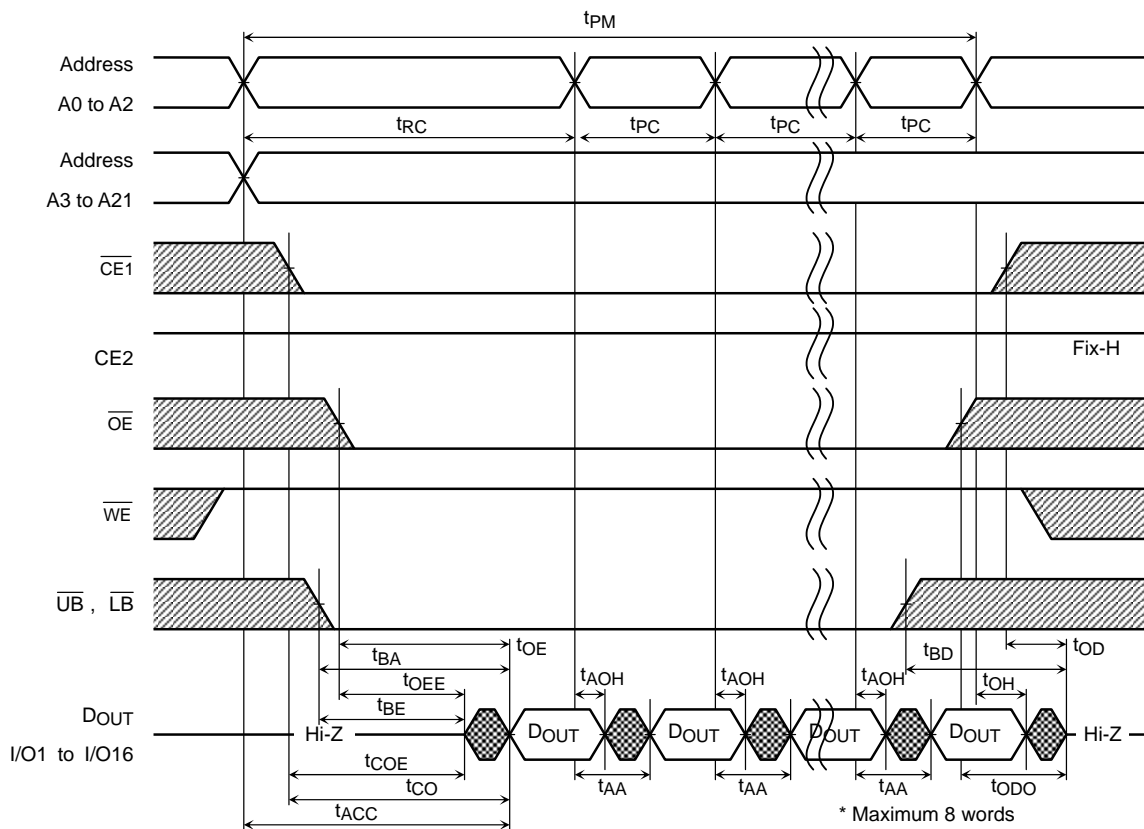 tPM
Address
A0 to A2
tRC tPC tPC tPC
Address
A3 to A21
CE1
CE2
Fix-H
OE
WE
UB , LB
tOE tOD
tBA tBD
tOEE tAOH tAOH tAOH tOH
tBE
DOUT
I/O1 to I/O16
Hi-Z DOUT DOUT DOUT DOUT Hi-Z
tCOE tAA tAA tAA tODO
tCO
tACC
* Maximum 8 words